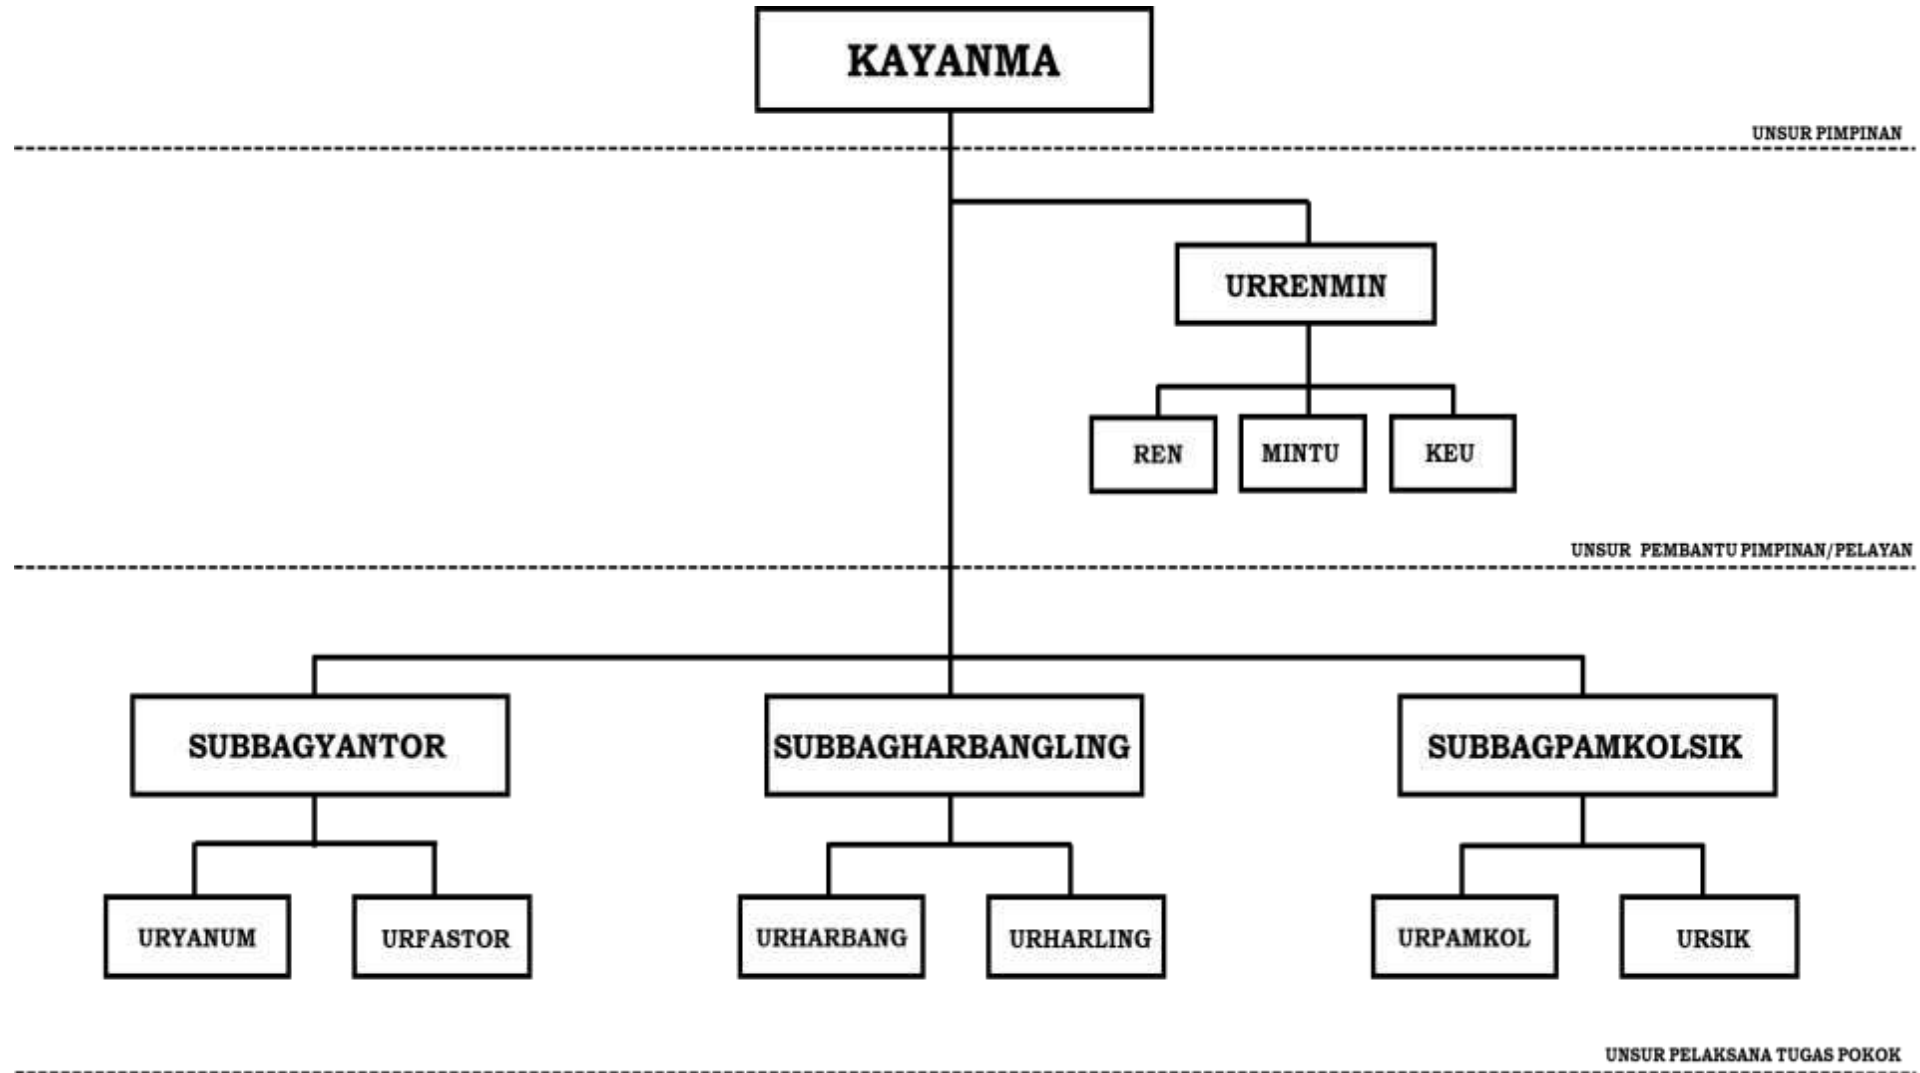 KAYANMA
UNSUR PIMPINAN
URRENMIN
REN
MINTU
KEU
UNSUR PEMBANTU PIMPINAN/PELAYAN
SUBBAGYANTOR
SUBBAGHARBANGLING
SUBBAGPAMKOLSIK
URYANUM
URFASTOR
URHARBANG
URHARLING
URPAMKOL
URSIK
UNSUR PELAKSANA TUGAS POKOK